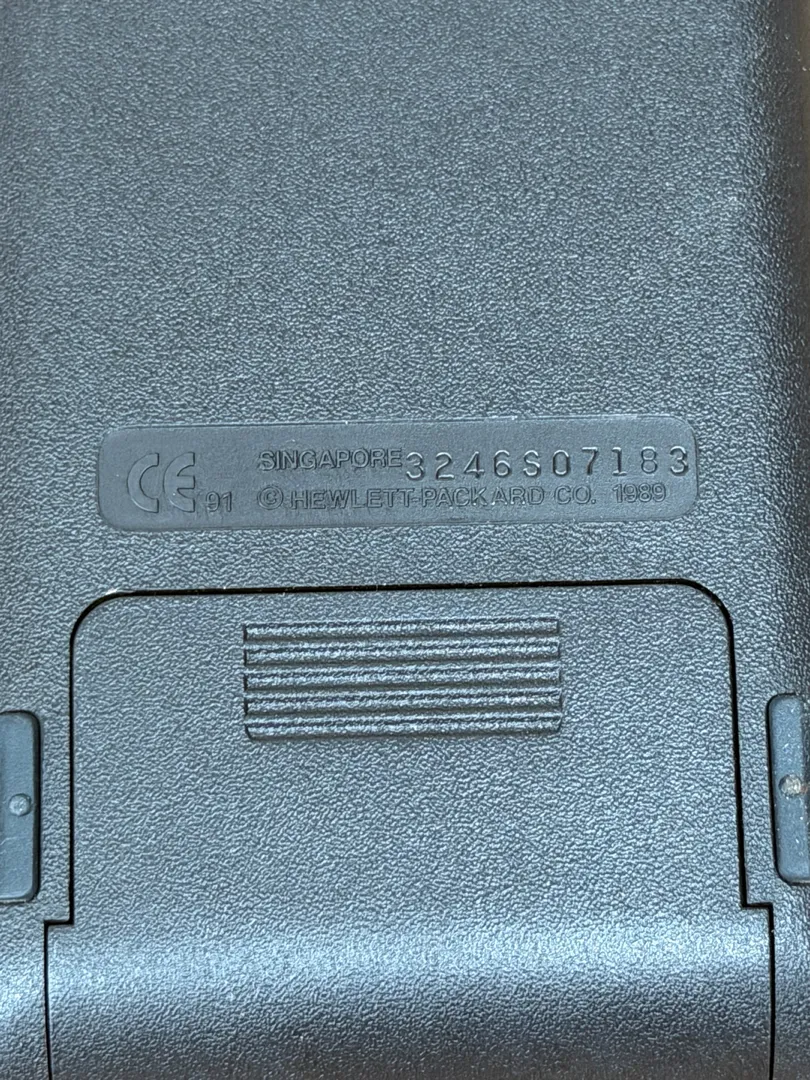 CE 91 SINGAPORE 3246S07183
© HEWLETT-PACKARD CO. 1989